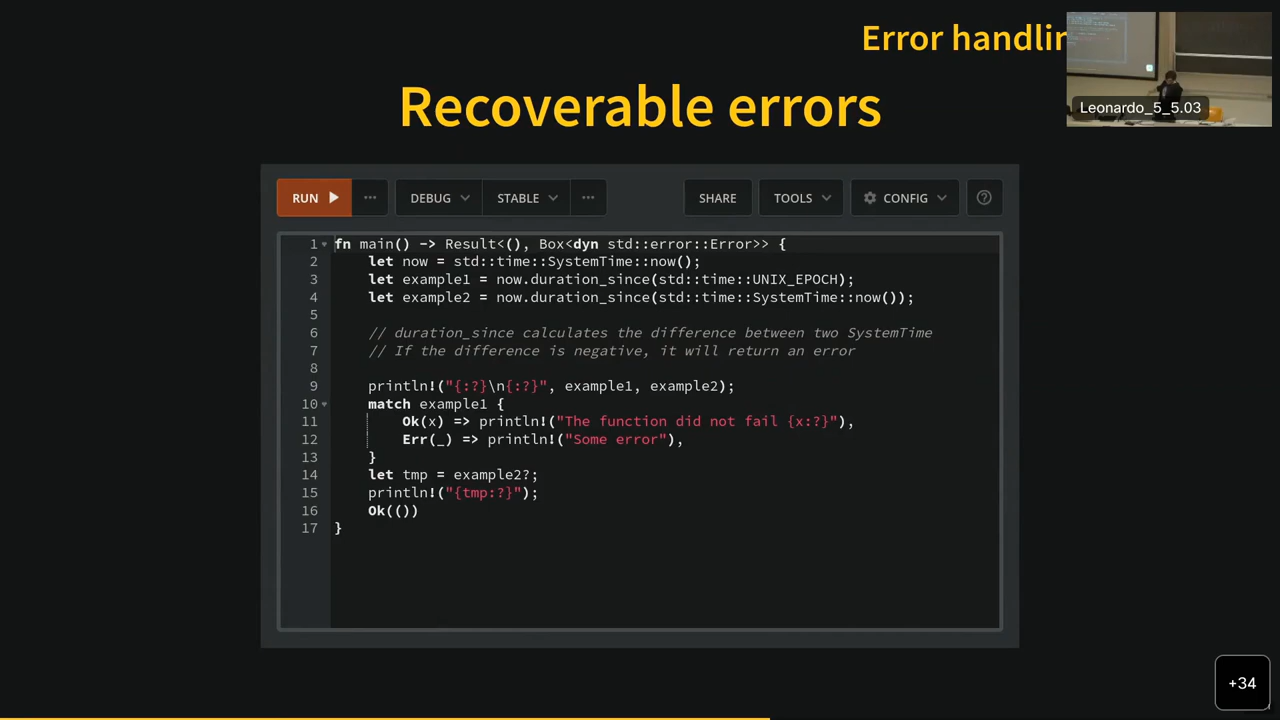 Error handlin
Recoverable errors
Leonardo_5_5.03
RUN ··· DEBUG STABLE ··· SHARE TOOLS CONFIG ?
1 fn main() -> Result<(), Box<dyn std::error::Error>> {
2 let now = std::time::SystemTime::now();
3 let example1 = now.duration_since(std::time::UNIX_EPOCH);
4 let example2 = now.duration_since(std::time::SystemTime::now());
5
6 // duration_since calculates the difference between two SystemTime
7 // If the difference is negative, it will return an error
8
9 println!("{:?}\n{:?}", example1, example2);
10 match example1 {
11 Ok(x) => println!("The function did not fail {x:?}"),
12 Err(_) => println!("Some error"),
13 }
14 let tmp = example2?;
15 println!("{tmp:?}");
16 Ok(())
17 }
+34